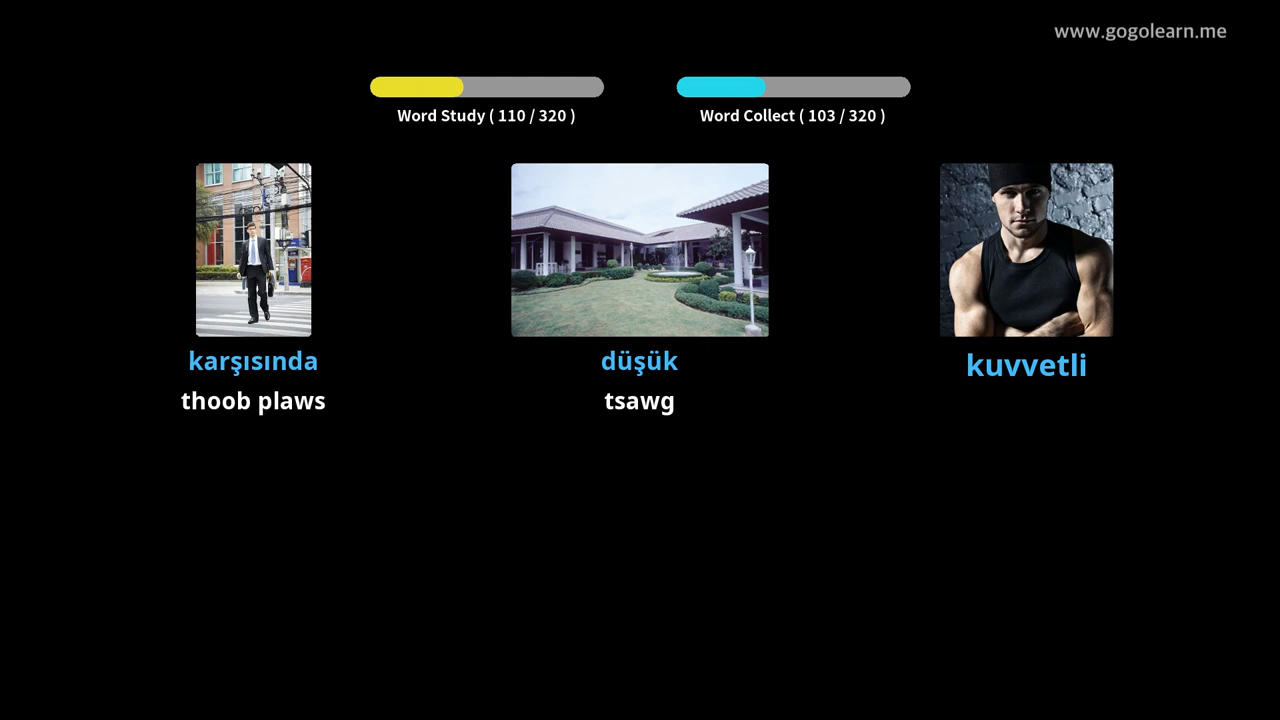 www.gogolearn.me
Word Study ( 110 / 320 )
Word Collect ( 103 / 320 )
karşısında
thoob plaws
düşük
tsawg
kuvvetli